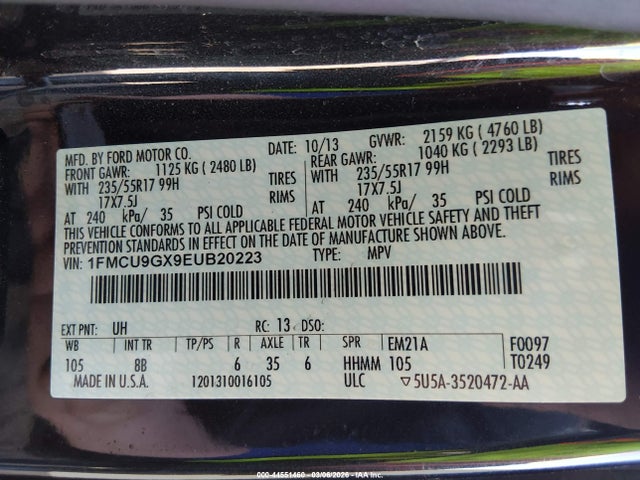 MFD. BY FORD MOTOR CO.
DATE: 10/13 GVWR: 2159 KG ( 4760 LB)
FRONT GAWR: 1125 KG ( 2480 LB) REAR GAWR: 1040 KG ( 2293 LB)
WITH 235/55R17 99H TIRES WITH 235/55R17 99H TIRES
17X7.5J RIMS 17X7.5J RIMS
AT 240 kPa/ 35 PSI COLD AT 240 kPa/ 35 PSI COLD
THIS VEHICLE CONFORMS TO ALL APPLICABLE FEDERAL MOTOR VEHICLE SAFETY AND THEFT
PREVENTION STANDARDS IN EFFECT ON THE DATE OF MANUFACTURE SHOWN ABOVE.
VIN: 1FMCU9GX9EUB20223 TYPE: MPV
EXT PNT: UH RC: 13 DSO:
WB INT TR TP/PS R AXLE TR SPR EM21A F0097
105 8B 6 35 6 HHMM 105 T0249
MADE IN U.S.A. 1201310016105 ULC ▽5U5A-3520472-AA
000-44551460 - 03/06/2026 - IAA Inc.